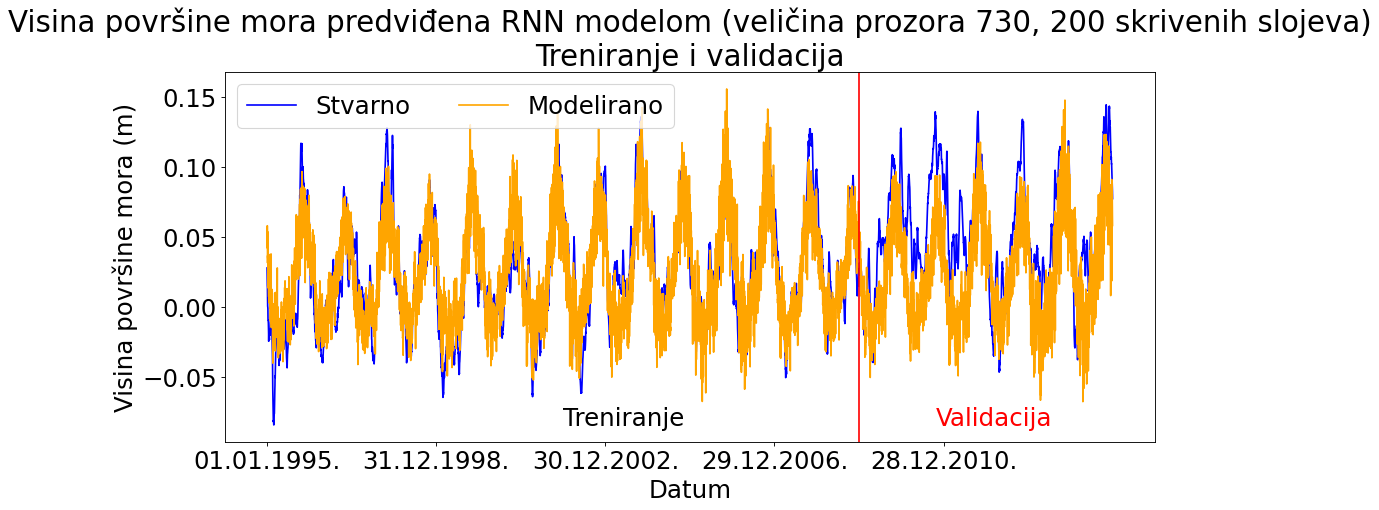 Visina površine mora predviđena RNN modelom (veličina prozora 730, 200 skrivenih slojeva)
Treniranje i validacija
Stvarno
Modelirano
Visina površine mora (m)
0.15
0.10
0.05
0.00
−0.05
Treniranje
Validacija
01.01.1995.
31.12.1998.
30.12.2002.
29.12.2006.
28.12.2010.
Datum